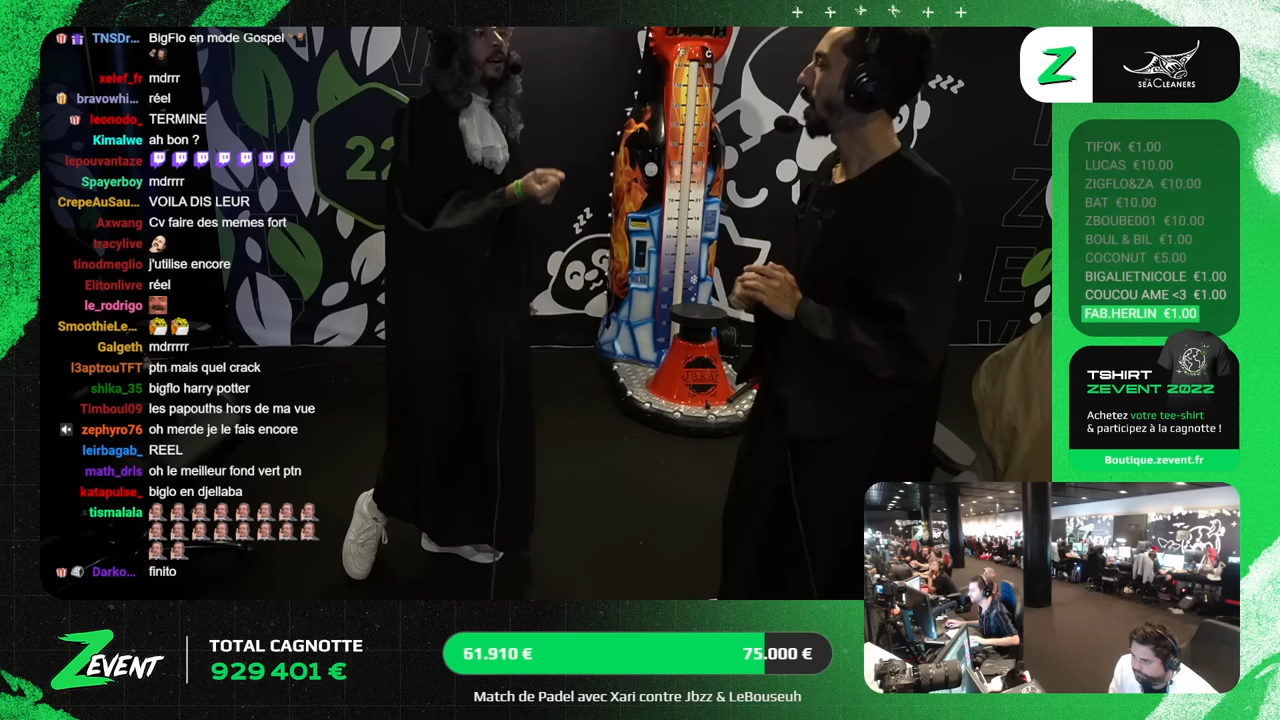 TNSDr... BigFlo en mode Gospel
xelef_fr mdrrr
bravowhi... réel
leonodo_ TERMINE
Kimalwe ah bon ?
lepouvantaze
Spayerboy mdrrrr
CrepeAuSau... VOILA DIS LEUR
Axwang Cv faire des memes fort
tracylive
tinodmeglio j'utilise encore
Elitonlivre réel
le_rodrigo
SmoothieLe...
Galgeth mdrrrrr
l3aptrouTFT ptn mais quel crack
shika_35 bigflo harry potter
Timboul09 les papouths hors de ma vue
zephyro76 oh merde je le fais encore
leirbagab_ REEL
math_dris oh le meilleur fond vert ptn
katapulse_ biglo en djellaba
tismalala
Darko... finito
22
zzz
zzz
Z
E
F C
Jakar
Z
SEACLEANERS
TIFOK €1.00
LUCAS €10.00
ZIGFLO&ZA €10.00
BAT €10.00
ZBOUBE001 €10.00
BOUL & BIL €1.00
COCONUT €5.00
BIGALIETNICOLE €1.00
COUCOU AME <3 €1.00
FAB.HERLIN €1.00
TSHIRT
ZEVENT 2022
Achetez votre tee-shirt
& participez à la cagnotte !
Boutique.zevent.fr
ZEVENT
TOTAL CAGNOTTE
929 401 €
61.910 € 75.000 €
Match de Padel avec Xari contre Jbzz & LeBouseuh